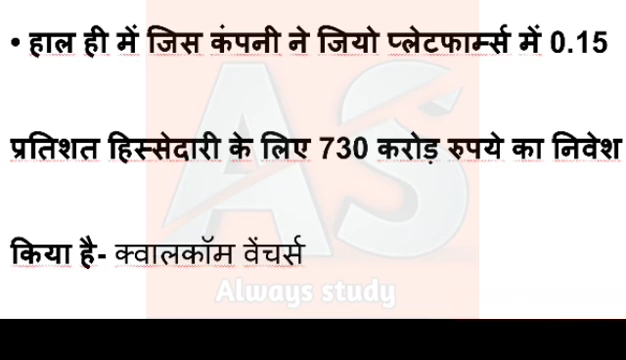 • हाल ही में जिस कंपनी ने जियो प्लेटफार्म्स में 0.15
प्रतिशत हिस्सेदारी के लिए 730 करोड़ रुपये का निवेश
किया है- क्वालकॉम वेंचर्स
AS
Always study